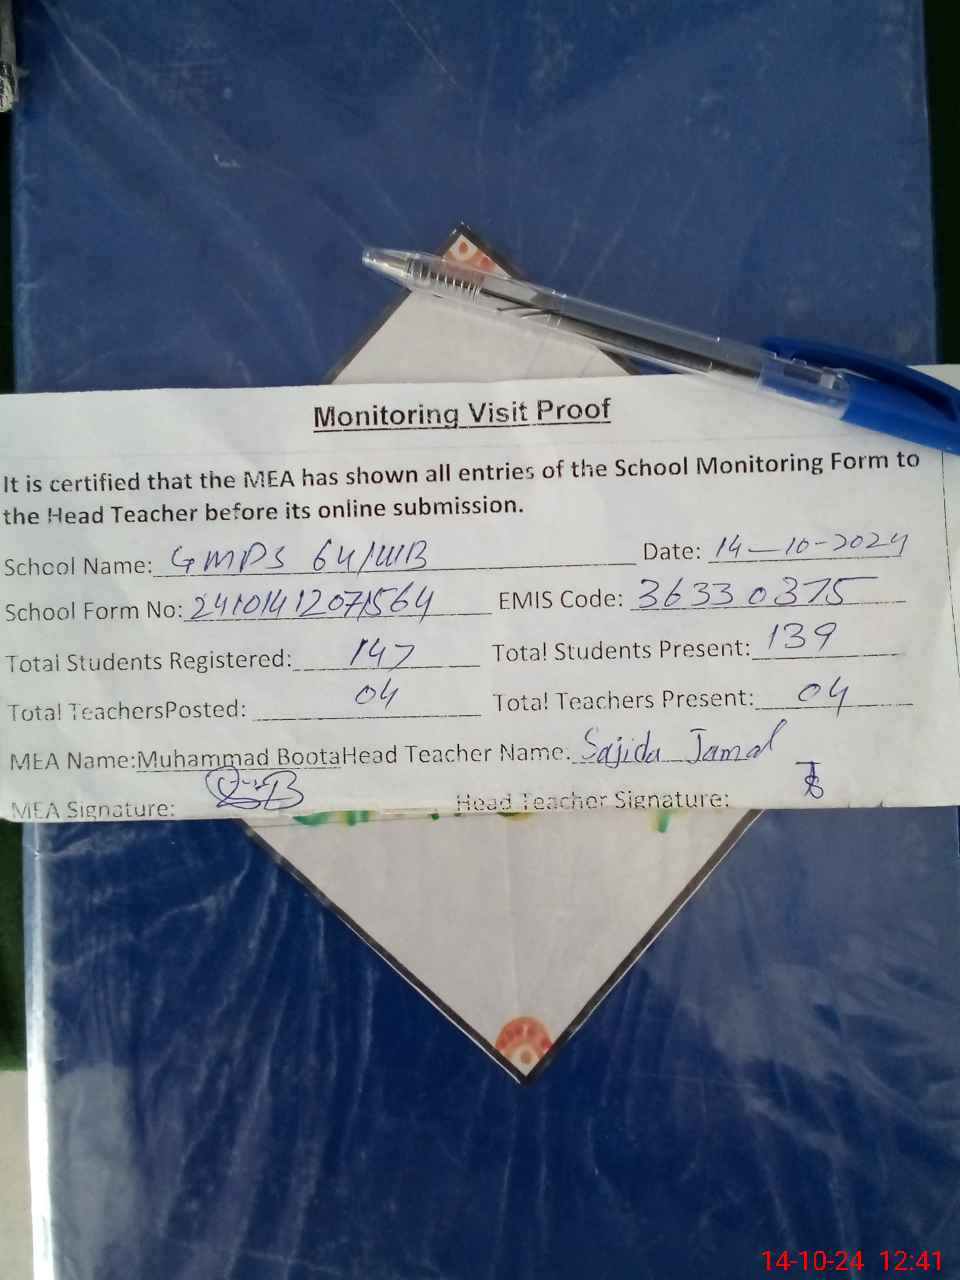 Monitoring Visit Proof
It is certified that the MEA has shown all entries of the School Monitoring Form to
the Head Teacher before its online submission.
School Name: GMPS 64/WB Date: 14-10-2024
School Form No: 24101412071564 EMIS Code: 36330375
Total Students Registered: 147 Total Students Present: 139
Total TeachersPosted: 04 Total Teachers Present: 04
MEA Name:Muhammad BootaHead Teacher Name: Sajida Jamal
MEA Signature: Head Teacher Signature:
14-10-24 12:41